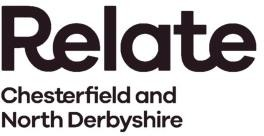 Relate
Chesterfield and
North Derbyshire